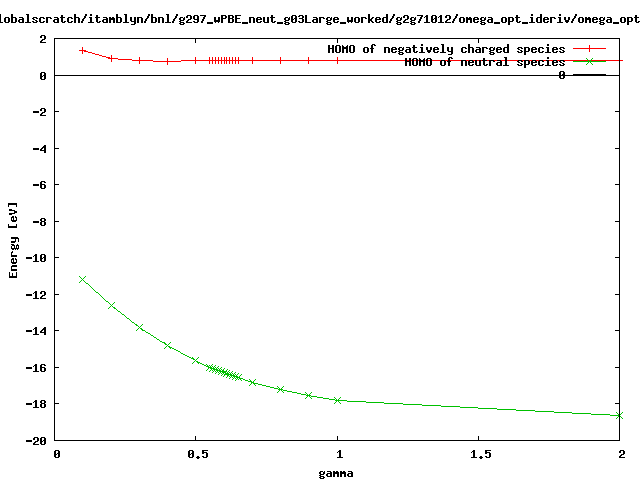 lobalscratch/itamblyn/bnl/g297_wPBE_neut_g03Large_worked/g2g71012/omega_opt_ideriv/omega_opt
2
0
-2
-4
-6
-8
-10
-12
-14
-16
-18
-20
Energy [eV]
HOMO of negatively charged species
HOMO of neutral species
0
0 0.5 1 1.5 2
gamma